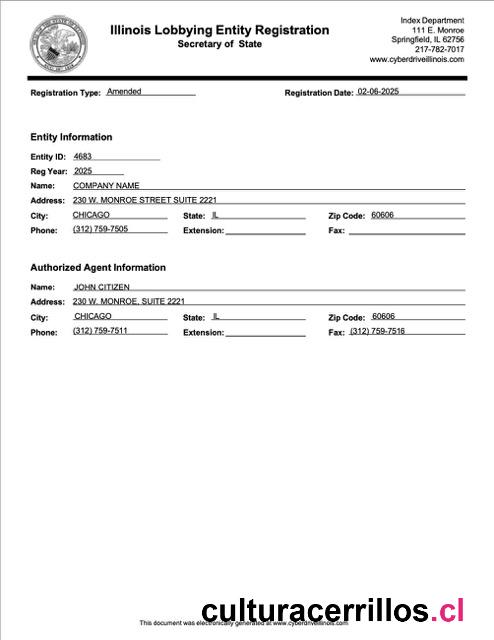 Illinois Lobbying Entity Registration
Secretary of State
Index Department
111 E. Monroe
Springfield, IL 62756
217-782-7017
www.cyberdriveillinois.com
Registration Type: Amended Registration Date: 02-06-2025
Entity Information
Entity ID: 4683
Reg Year: 2025
Name: COMPANY NAME
Address: 230 W. MONROE STREET SUITE 2221
City: CHICAGO State: IL Zip Code: 60606
Phone: (312) 759-7505 Extension: Fax:
Authorized Agent Information
Name: JOHN CITIZEN
Address: 230 W. MONROE, SUITE 2221
City: CHICAGO State: IL Zip Code: 60606
Phone: (312) 759-7511 Extension: Fax: (312) 759-7516
culturacerrillos.cl
This document was electronically generated at www.cyberdriveillinois.com